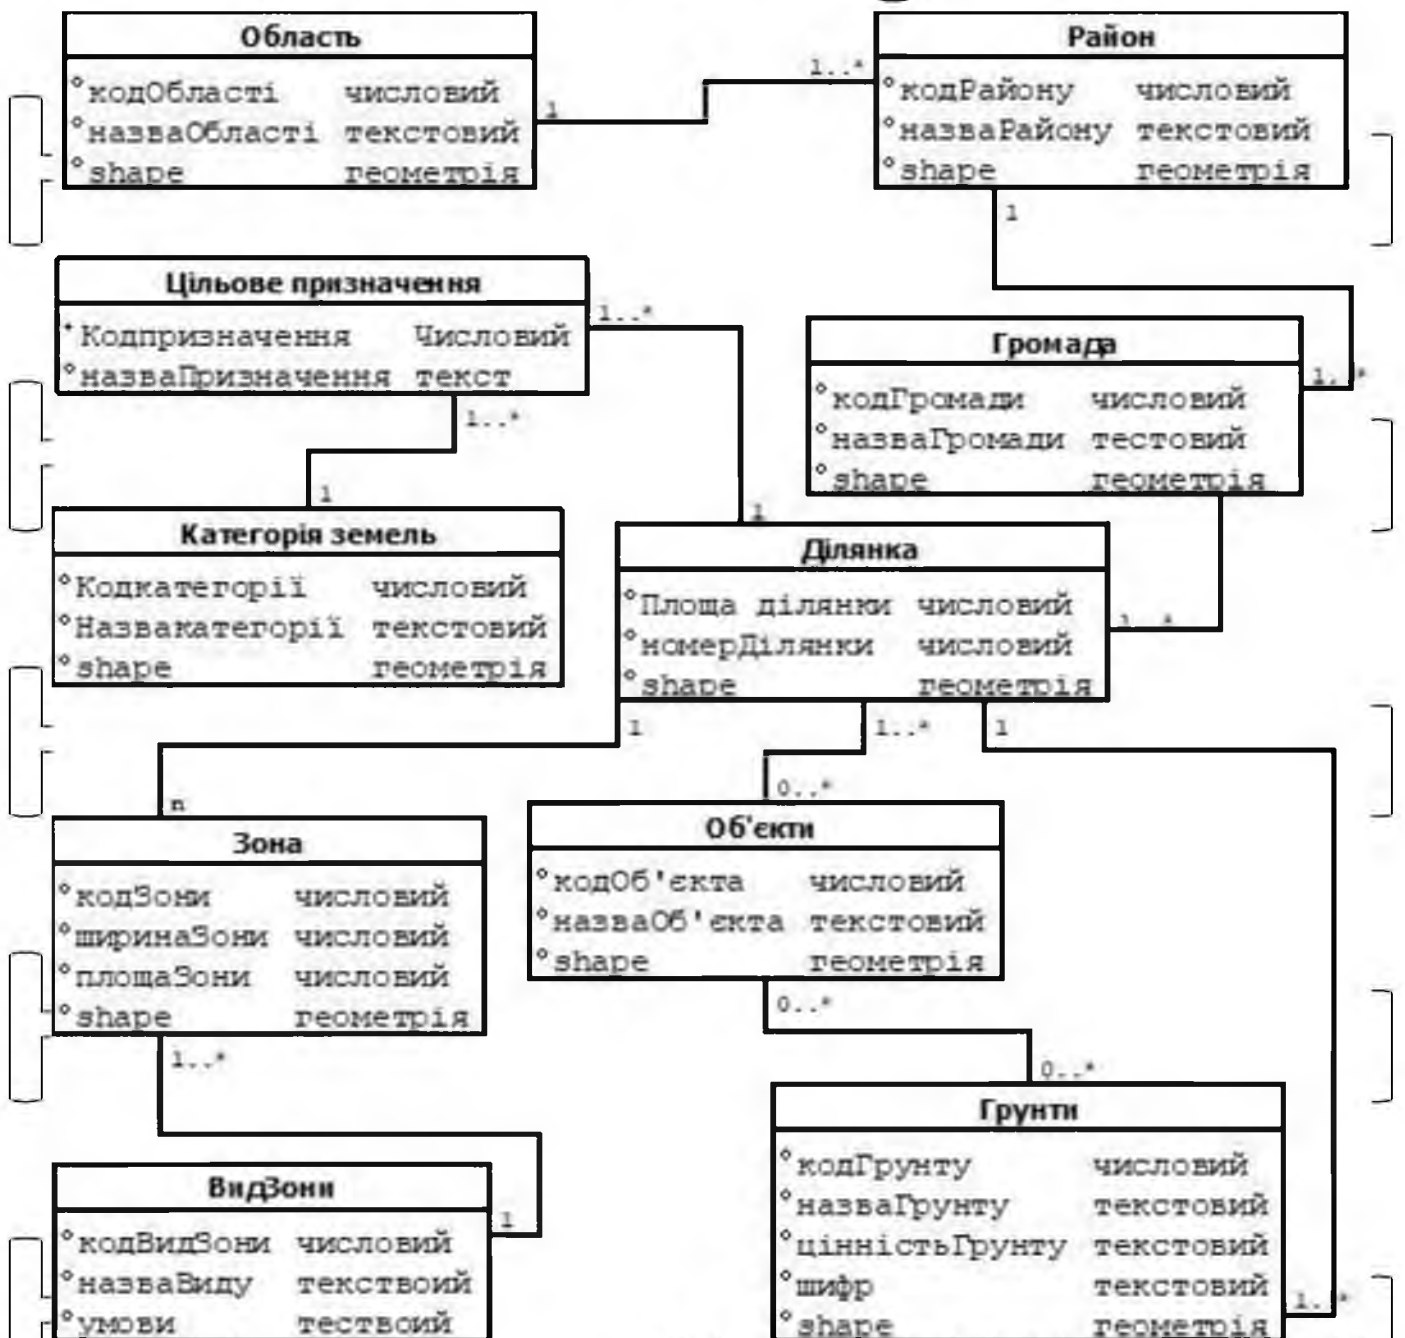 Область
кодОбласті числовий
назваОбласті текстовий
shape геометрія
1
1..*
Район
кодРайону числовий
назваРайону текстовий
shape геометрія
1
Цільове призначення
Кодпризначення Числовий
назваПризначення текст
1..*
1..*
Громада
кодГромади числовий
назваГромади тестовий
shape геометрія
1..*
1
Категорія земель
Кодкатегорії числовий
Назвакатегорії текстовий
shape геометрія
1
Ділянка
Площа ділянки числовий
номерДілянки числовий
shape геометрія
1..*
1
1..*
1
n
0..*
Зона
кодЗони числовий
ширинаЗони числовий
площаЗони числовий
shape геометрія
1..*
Об'єкти
кодОб'єкта числовий
назваОб'єкта текстовий
shape геометрія
0..*
0..*
ВидЗони
кодВидЗони числовий
назваВиду текствоий
умови тествоий
1
Грунти
кодГрунту числовий
назваГрунту текстовий
цінністьГрунту текстовий
шифр текстовий
shape геометрія
1..*